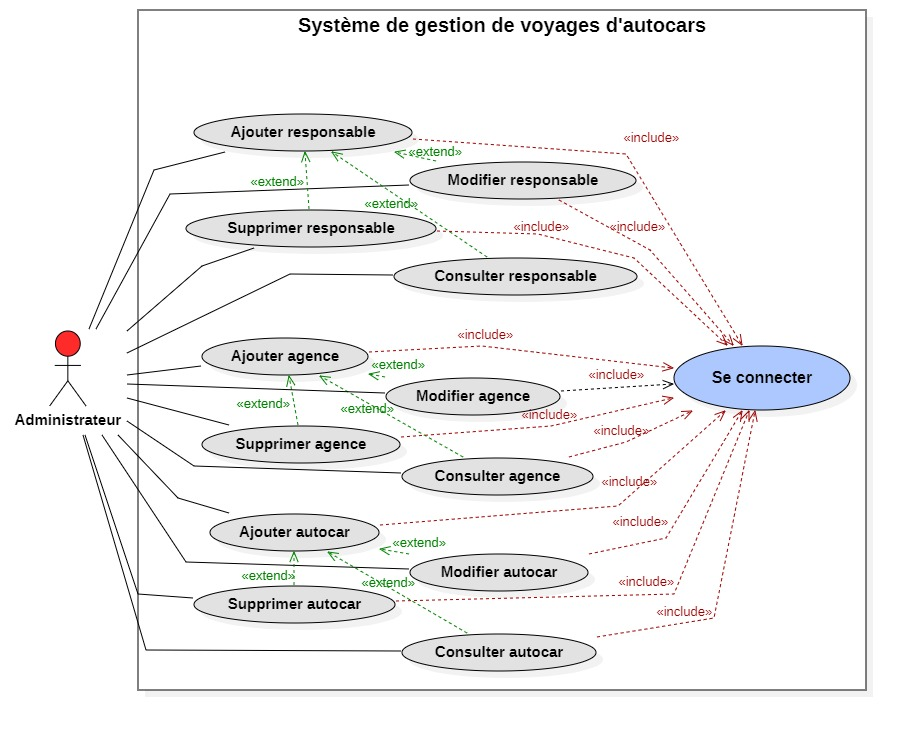 Système de gestion de voyages d'autocars
Ajouter responsable
«include»
«extend»
Modifier responsable
«extend»
«extend»
Supprimer responsable
«include»
«include»
Consulter responsable
Administrateur
Ajouter agence
«include»
«extend»
«include»
Se connecter
Modifier agence
«extend»
«extend»
«include»
Supprimer agence
«include»
Consulter agence
«include»
Ajouter autocar
«include»
«extend»
Modifier autocar
«extend»
«extend»
«include»
Supprimer autocar
«include»
Consulter autocar